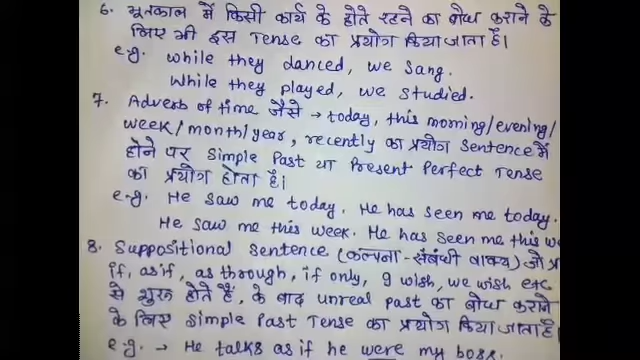 6. भूतकाल में किसी कार्य के होते रहने का बोध कराने के
लिए भी इस Tense का प्रयोग किया जाता है।
e.g. while they danced, we sang.
While they played, we studied.
7. Adverb of time जैसे → today, this morning/evening/
week/month/year, recently का प्रयोग sentence में
होने पर Simple Past या Present Perfect Tense
का प्रयोग होता है।
e.g. He saw me today. He has seen me today.
He saw me this week. He has seen me this
8. Suppositional sentence (कल्पना-संबंधी वाक्य) जो
if, as if, as through, if only, I wish, we wish etc
से शुरू होते हैं, के बाद unreal past का बोध कराने
के लिए simple Past Tense का प्रयोग किया जाता है
e.g. → He talks as if he were my boss.